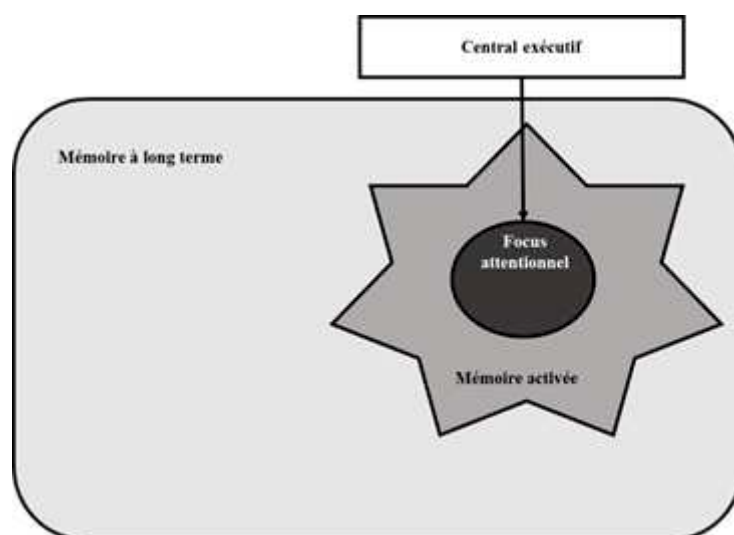 Central exécutif
Mémoire à long terme
Focus
attentionnel
Mémoire activée